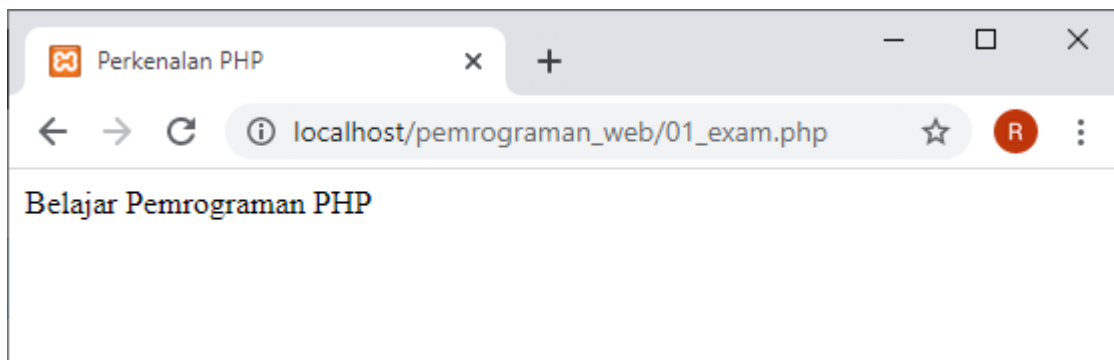 Perkenalan PHP
localhost/pemrograman_web/01_exam.php
R
Belajar Pemrograman PHP